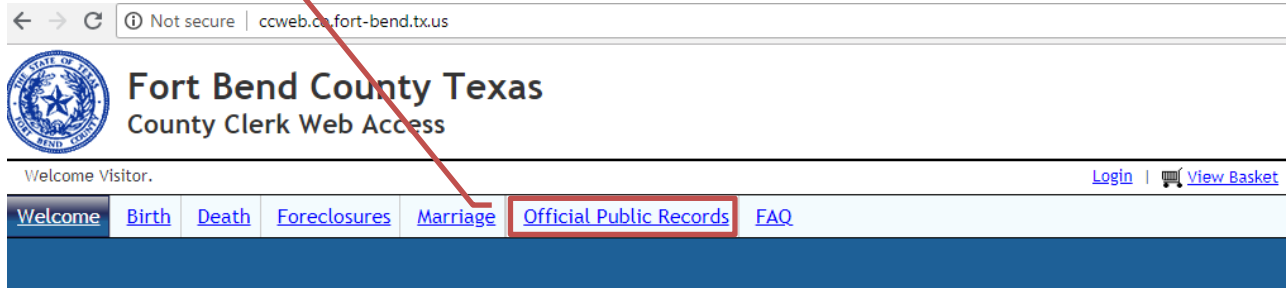 Not secure | ccweb.co.fort-bend.tx.us
Fort Bend County Texas
County Clerk Web Access
Welcome Visitor.
Login | View Basket
Welcome Birth Death Foreclosures Marriage Official Public Records FAQ